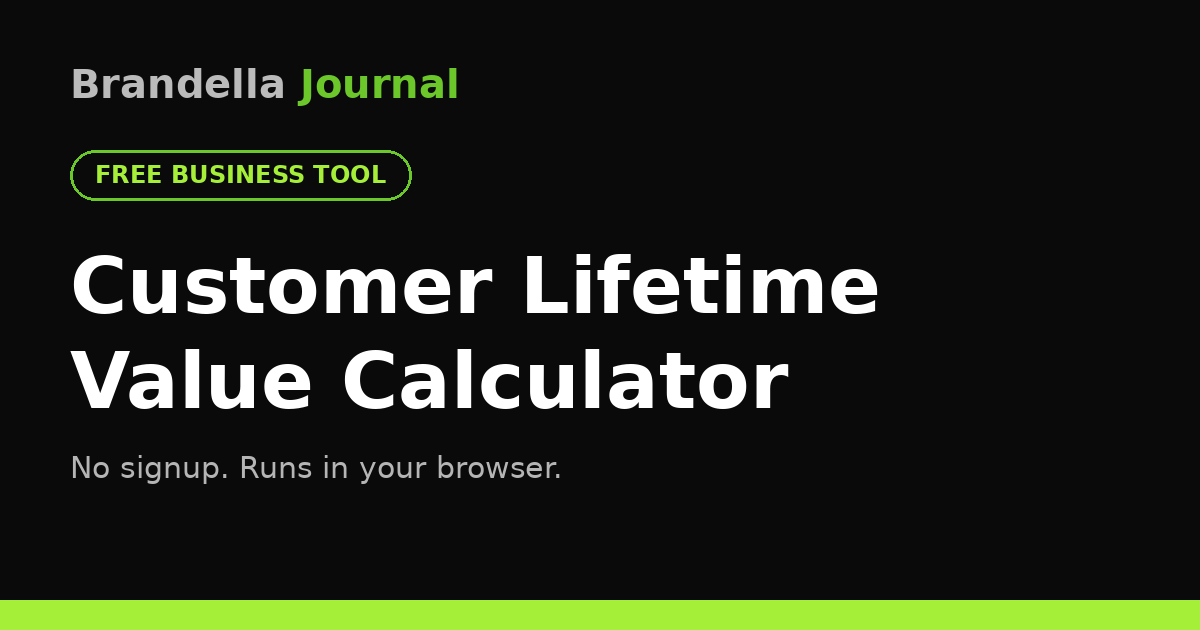 Brandella Journal
FREE BUSINESS TOOL
Customer Lifetime
Value Calculator
No signup. Runs in your browser.